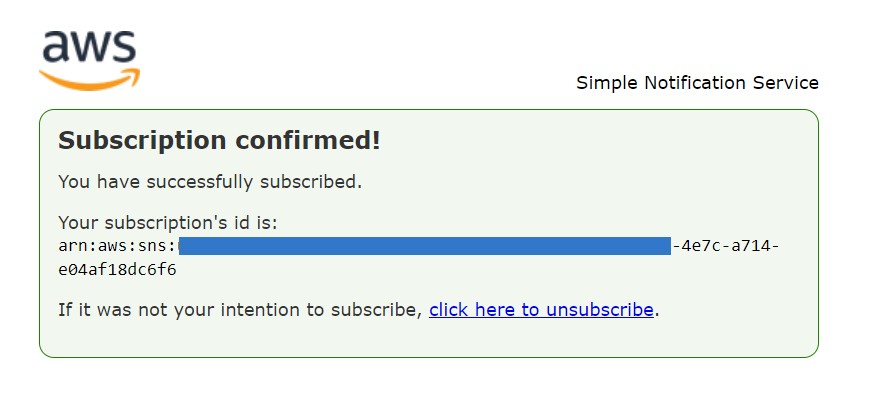 aws
Simple Notification Service
Subscription confirmed!
You have successfully subscribed.
Your subscription's id is:
arn:aws:sns: -4e7c-a714-
e04af18dc6f6
If it was not your intention to subscribe, click here to unsubscribe.